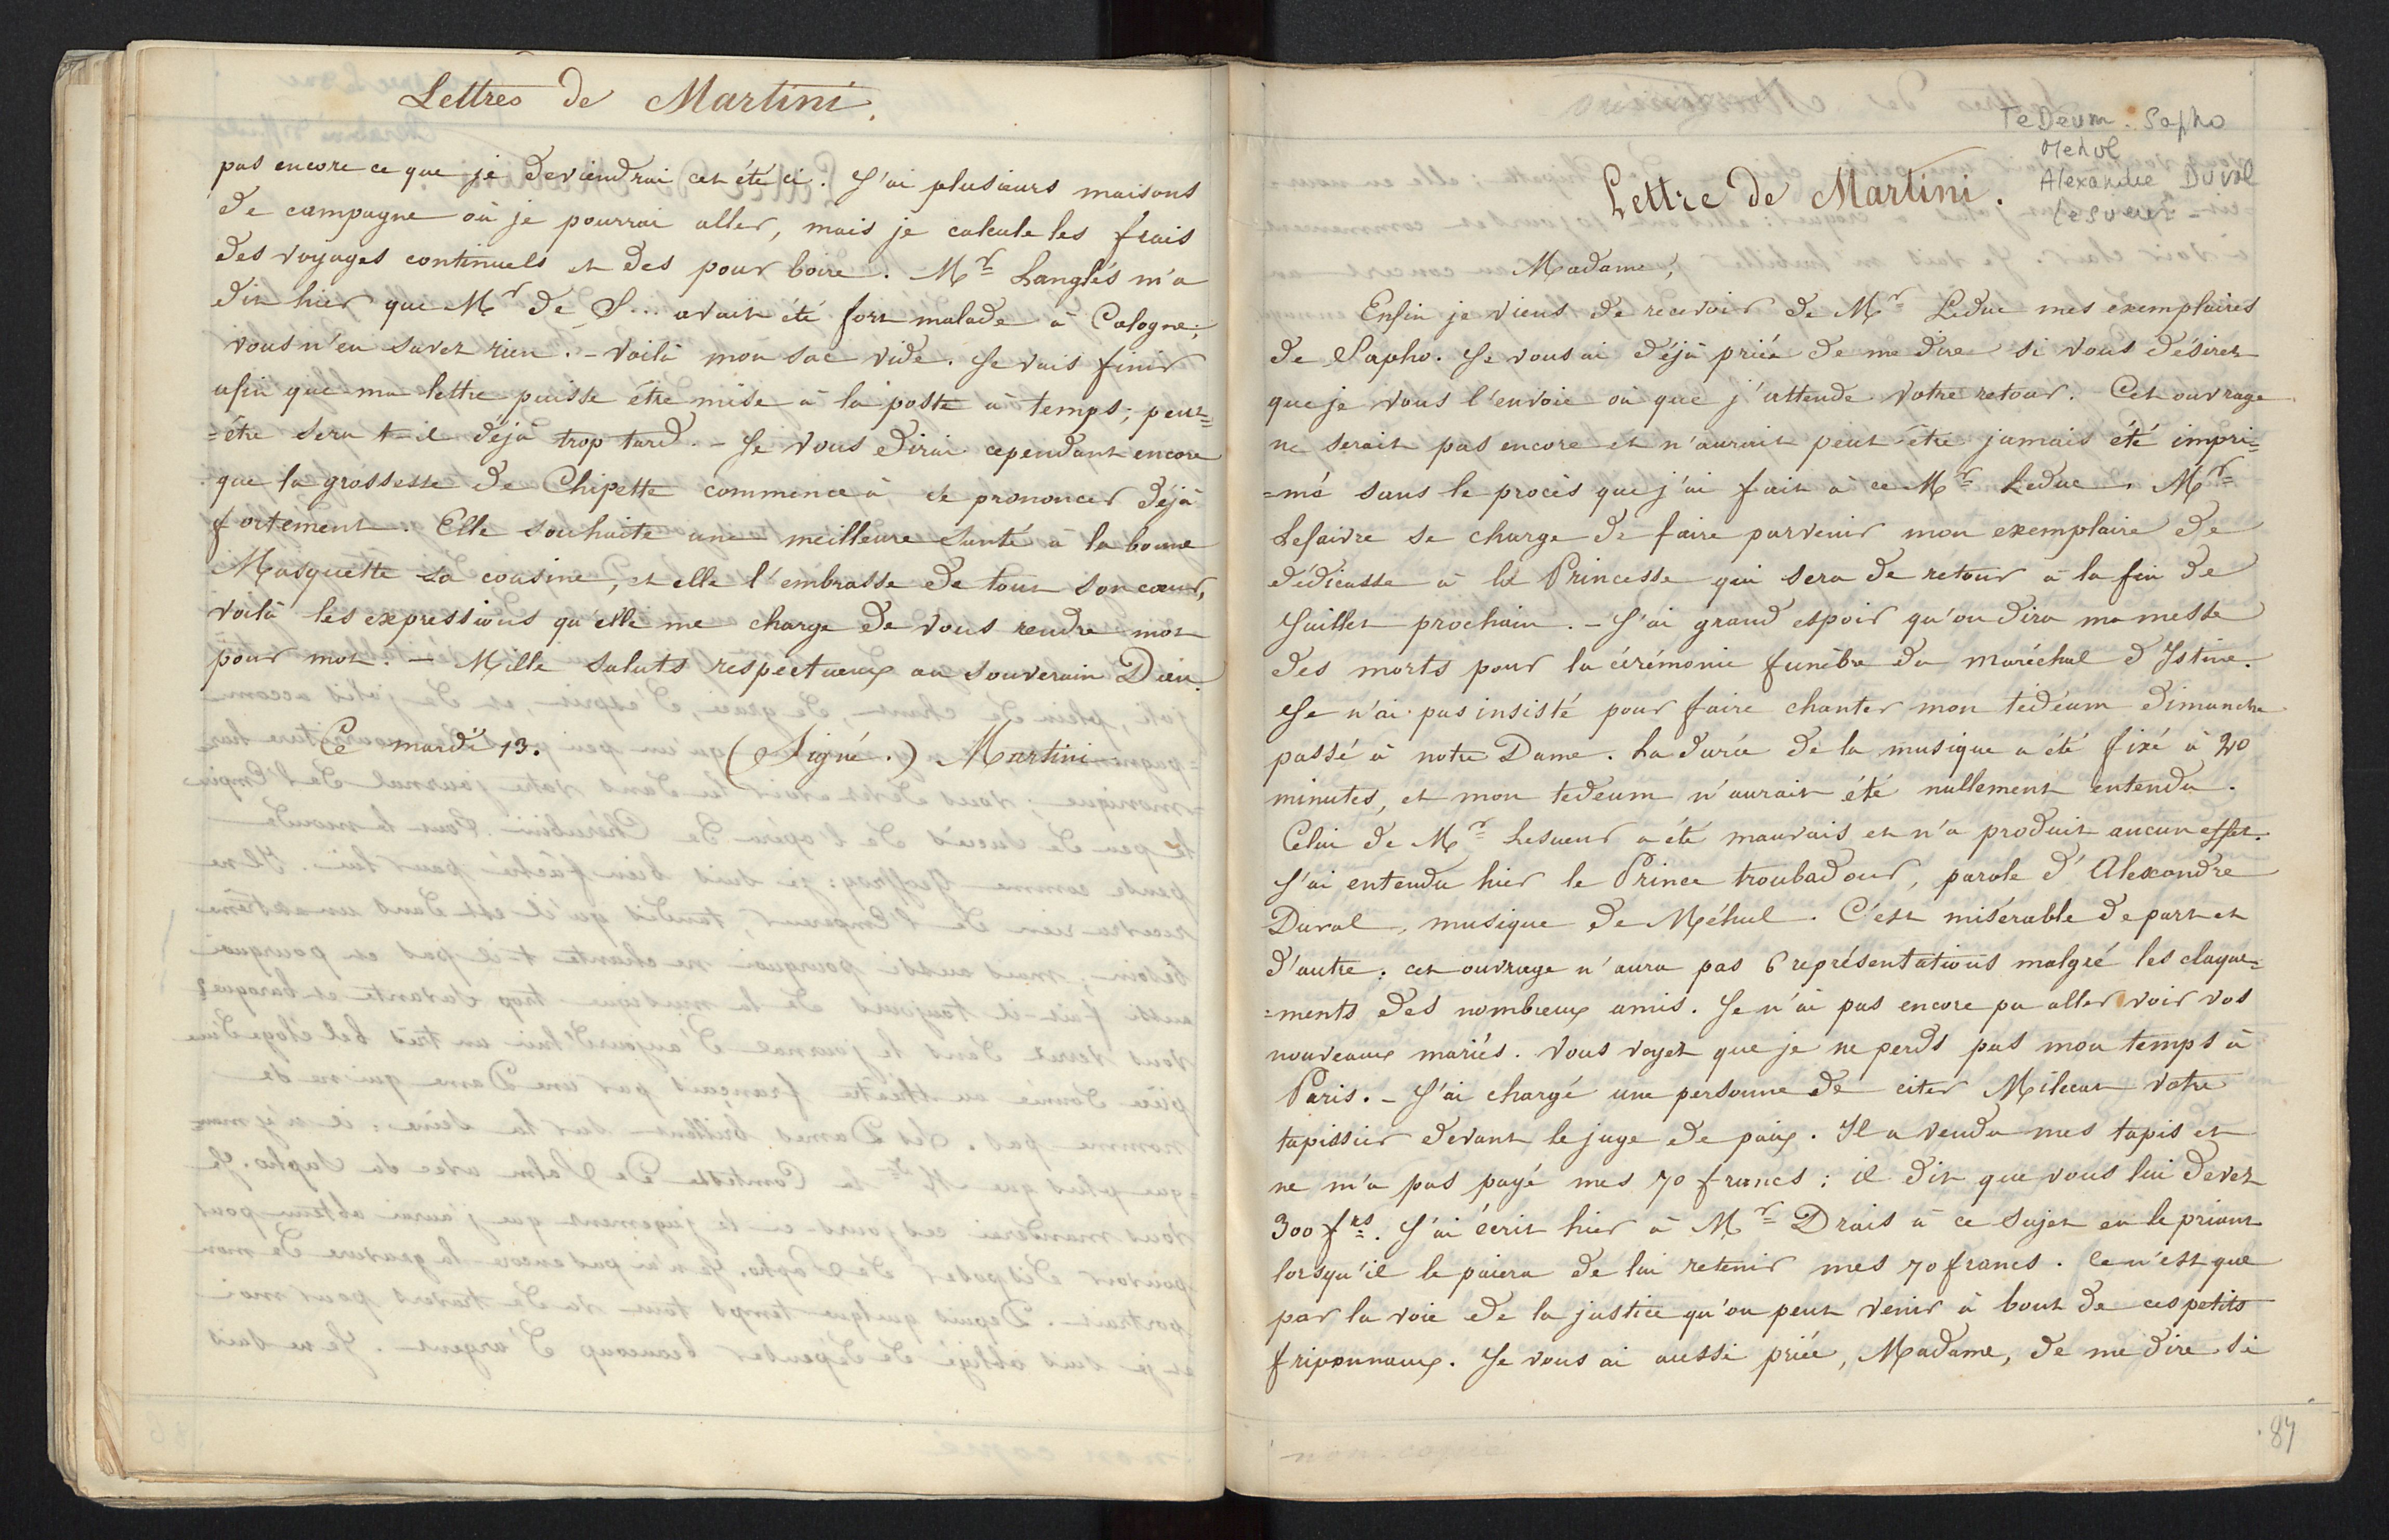 Lettres de Martini.
pas encore ce que je deviendrai cet été ci. J'ai plusieurs maisons
de campagne où je pourrai aller, mais je calcule les frais
des voyages continuels et des pour boire. Mr Langlés m'a
dit hier que Mr de S... avait été fort malade à Cologne;
vous n'en savez rien. - Voilà mon sac vide. Je vais finir
afin que ma lettre puisse être mise à la poste à temps; peut=
=être sera t-il déjà trop tard. - Je vous dirai cependant encore
que la grossesse de Chipette commence à se prononcer déjà
fortement. Elle souhaite une meilleure santé à la bonne
Masquette sa cousine, et elle l'embrasse de tout son cœur,
voilà les expressions qu'elle me charge de vous rendre mot
pour mot. - Mille saluts respectueux au souverain Dieu.
Ce mardi 13. (Signé.) Martini
TeDeum. Sapho
Mehul
Alexandre Duval
Lesueur
Lettre de Martini.
Madame,
Enfin je viens de recevoir de Mr Leduc mes exemplaires
de Sapho. Je vous ai déjà priée de me dire si vous désirez
que je vous l'envoie où que j'attende votre retour. Cet ouvrage
ne serait pas encore et n'aurait peut être jamais été impri=
=mé sans le procès que j'ai fait à ce Mr Leduc. Mr
Lefaivre se charge de faire parvenir mon exemplaire de
dédicasse à la Princesse qui sera de retour à la fin de
Juillet prochain. - J'ai grand espoir qu'on dira ma messe
des morts pour la cérémonie funèbre du maréchal d'Istrie.
Je n'ai pas insisté pour faire chanter mon tedéum dimanche
passé à notre Dame. La durée de la musique a été fixé à 20
minutes, et mon tedeum n'aurait été nullement entendu.
Celui de Mr Lesueur a été mauvais et n'a produit aucun effet.
J'ai entendu hier le Prince troubadour, parole d'Alexandre
Duval, musique de Méhul. C'est misérable de part et
d'autre; cet ouvrage n'aura pas 6 représentations malgré les claque=
=ments des nombreux amis. Je n'ai pas encore pu aller voir vos
nouveaux mariés. Vous voyez que je ne perds pas mon temps à
Paris. - J'ai chargé une personne de citer Milcan votre
tapissier devant le juge de paix. Il a vendu mes tapis et
ne m'a pas payé mes 70 francs; il dit que vous lui devez
300 frs. J'ai écrit hier à Mr Drais à ce sujet en le priant
lorsqu'il le paiera de lui retenir mes 70 francs. Ce n'est que
par la voie de la justice qu'on peut venir à bout de ces petits
friponnaux. Je vous ai aussi priée, Madame, de me dire si
non copié
87